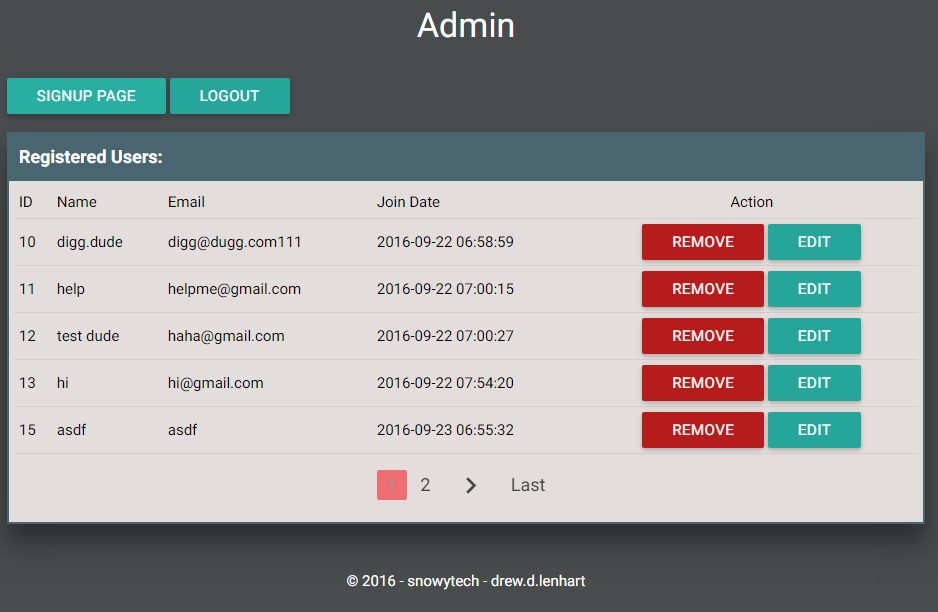 Admin
SIGNUP PAGE LOGOUT
Registered Users:
ID Name Email Join Date Action
10 digg.dude digg@dugg.com111 2016-09-22 06:58:59 REMOVE EDIT
11 help helpme@gmail.com 2016-09-22 07:00:15 REMOVE EDIT
12 test dude haha@gmail.com 2016-09-22 07:00:27 REMOVE EDIT
13 hi hi@gmail.com 2016-09-22 07:54:20 REMOVE EDIT
15 asdf asdf 2016-09-23 06:55:32 REMOVE EDIT
1 2 Last
© 2016 - snowytech - drew.d.lenhart